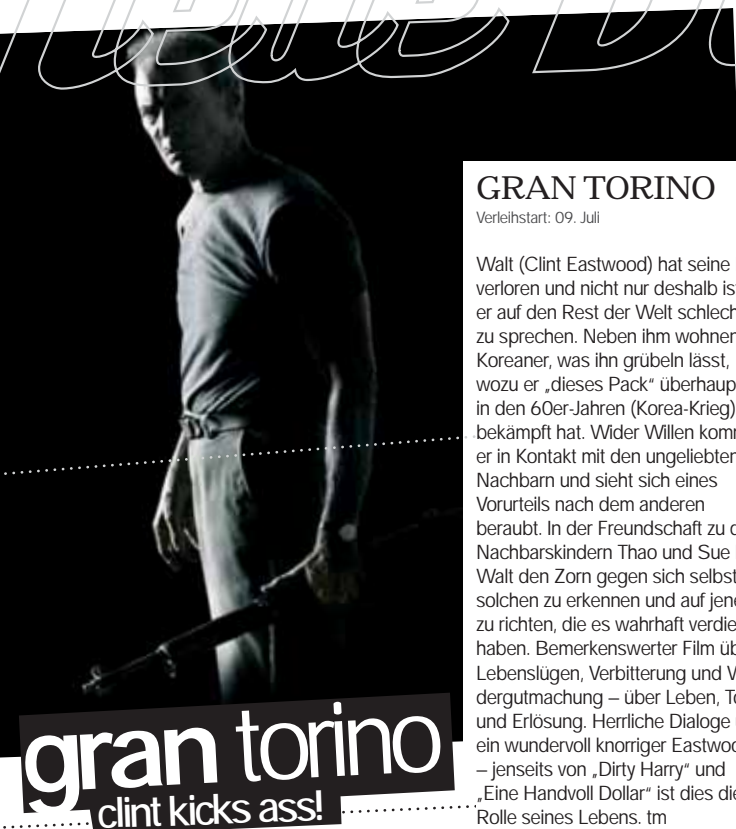 GRAN TORINO
Verleihstart: 09. Juli
Walt (Clint Eastwood) hat seine
verloren und nicht nur deshalb ist
er auf den Rest der Welt schlech
zu sprechen. Neben ihm wohnen
Koreaner, was ihn grübeln lässt,
wozu er „dieses Pack“ überhaup
in den 60er-Jahren (Korea-Krieg)
bekämpft hat. Wider Willen kom
er in Kontakt mit den ungeliebten
Nachbarn und sieht sich eines
Vorurteils nach dem anderen
beraubt. In der Freundschaft zu d
Nachbarskindern Thao und Sue
Walt den Zorn gegen sich selbst
solchen zu erkennen und auf jene
zu richten, die es wahrhaft verdie
haben. Bemerkenswerter Film üb
Lebenslügen, Verbitterung und
dergutmachung – über Leben, To
und Erlösung. Herrliche Dialoge
ein wundervoll knorriger Eastwoo
– jenseits von „Dirty Harry“ und
„Eine Handvoll Dollar“ ist dies die
Rolle seines Lebens. tm
gran torino
clint kicks ass!